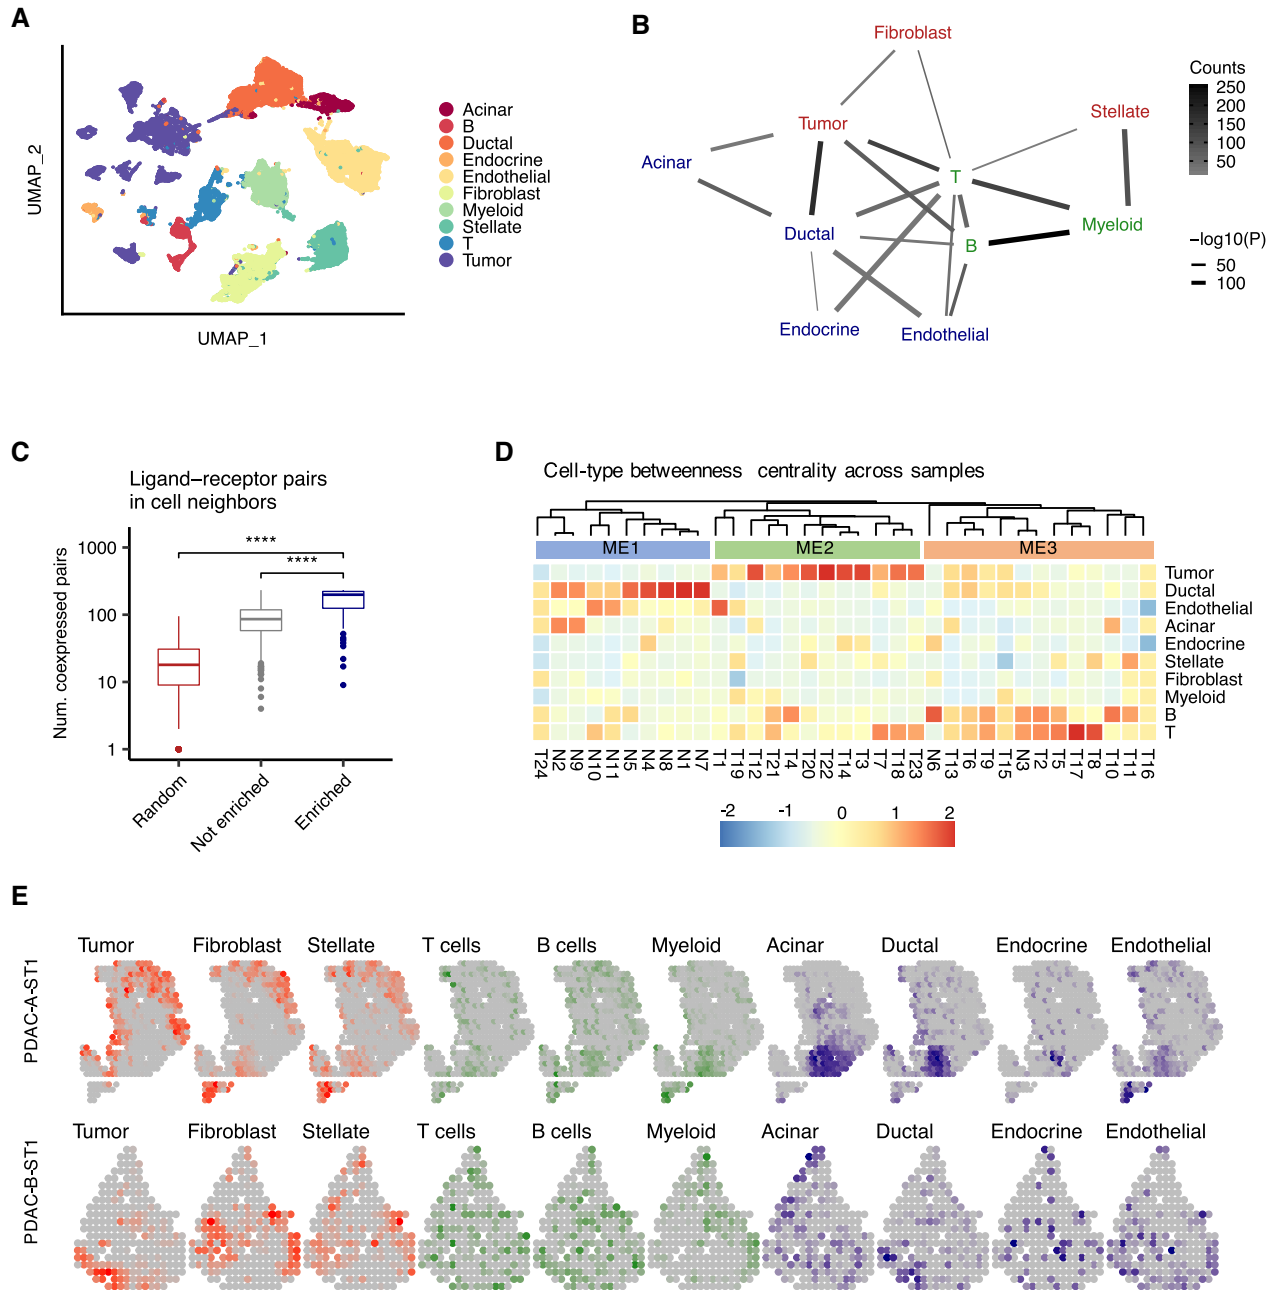 A
UMAP_2
UMAP_1
Acinar
B
Ductal
Endocrine
Endothelial
Fibroblast
Myeloid
Stellate
T
Tumor
B
Fibroblast
Stellate
Tumor
Acinar
T
Myeloid
Ductal
B
Endocrine
Endothelial
Counts
250
200
150
100
50
−log10(P)
50
100
C
Ligand−receptor pairs
in cell neighbors
Num. coexpressed pairs
1000
100
10
1
****
****
Random
Not enriched
Enriched
D
Cell-type betweenness centrality across samples
ME1 ME2 ME3
Tumor
Ductal
Endothelial
Acinar
Endocrine
Stellate
Fibroblast
Myeloid
B
T
T24 N2 N9 N10 N11 N5 N4 N8 N1 N7 T1 T19 T12 T21 T4 T20 T22 T14 T3 T7 T18 T23 N6 T13 T6 T9 T15 N3 T2 T5 T17 T8 T10 T11 T16
-2 -1 0 1 2
E
PDAC-A-ST1
Tumor Fibroblast Stellate T cells B cells Myeloid Acinar Ductal Endocrine Endothelial
PDAC-B-ST1
Tumor Fibroblast Stellate T cells B cells Myeloid Acinar Ductal Endocrine Endothelial